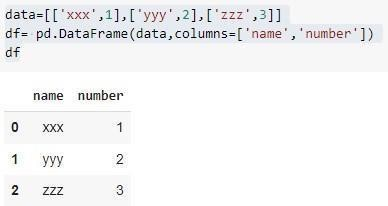 data=[['xxx',1],['yyy',2],['zzz',3]]
df= pd.DataFrame(data,columns=['name','number'])
df
name number
0 xxx 1
1 yyy 2
2 zzz 3